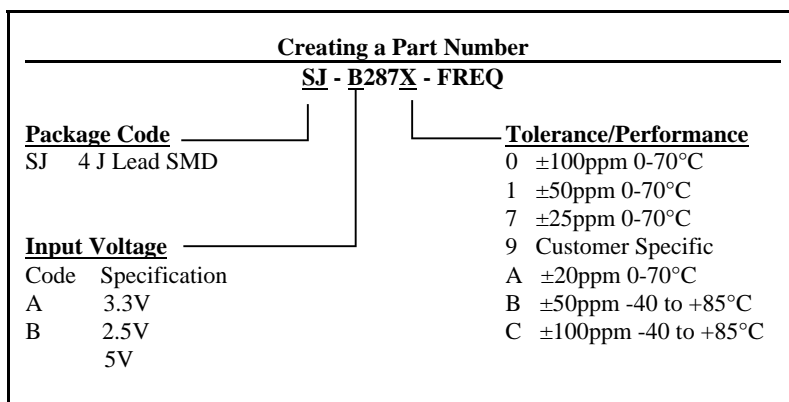 Creating a Part Number
SJ - B287X - FREQ
Package Code
SJ 4 J Lead SMD
Input Voltage
Code Specification
A 3.3V
B 2.5V
5V
Tolerance/Performance
0 ±100ppm 0-70°C
1 ±50ppm 0-70°C
7 ±25ppm 0-70°C
9 Customer Specific
A ±20ppm 0-70°C
B ±50ppm -40 to +85°C
C ±100ppm -40 to +85°C